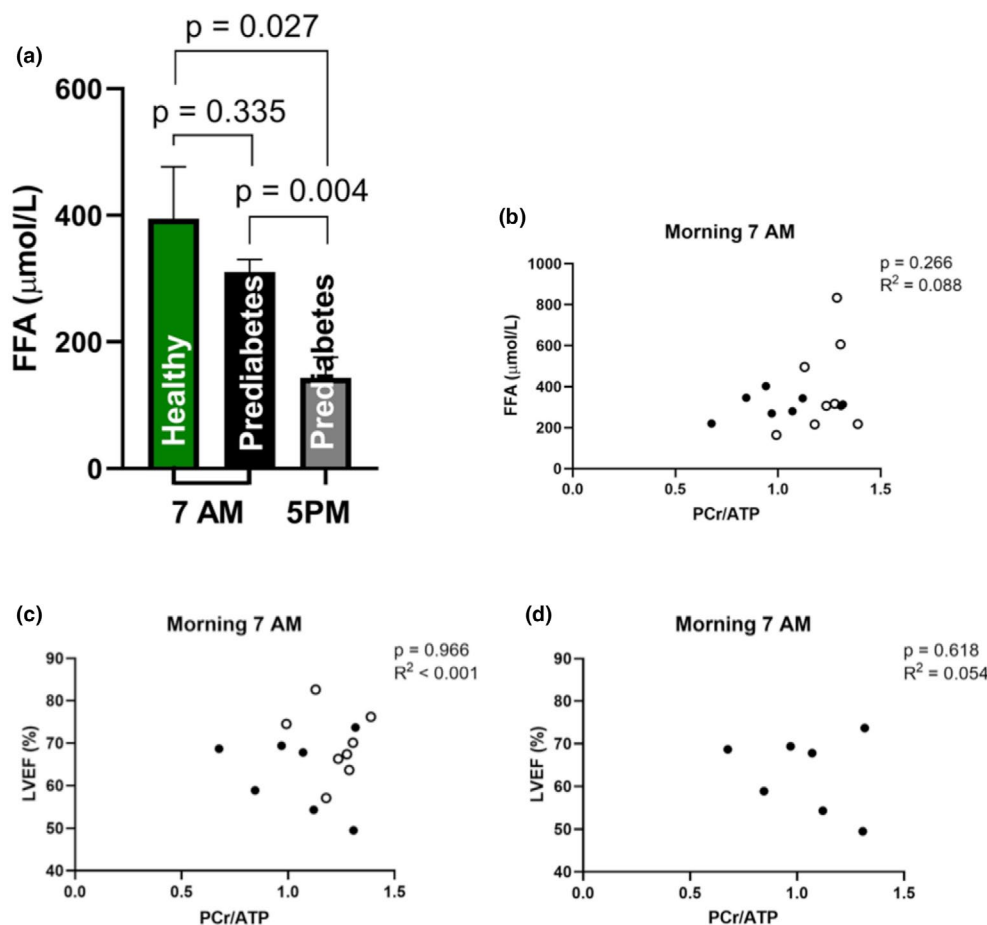 (a)
p = 0.027
p = 0.335
p = 0.004
FFA (μmol/L)
600
400
200
0
Healthy
Prediabetes
Prediabetes
7 AM
5PM
(b)
Morning 7 AM
p = 0.266
R² = 0.088
FFA (μmol/L)
1000
800
600
400
200
0
0.0
0.5
1.0
1.5
PCr/ATP
(c)
Morning 7 AM
p = 0.966
R² < 0.001
LVEF (%)
90
80
70
60
50
40
0.0
0.5
1.0
1.5
PCr/ATP
(d)
Morning 7 AM
p = 0.618
R² = 0.054
LVEF (%)
90
80
70
60
50
40
0.0
0.5
1.0
1.5
PCr/ATP